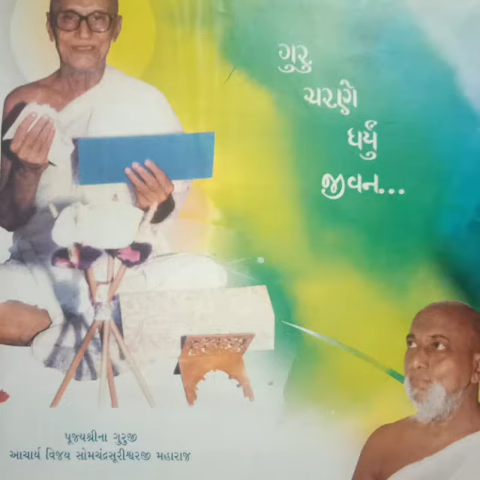 ગુરુ
ચરણે
ધર્યું
જીવન...
પૂજ્યશ્રીના ગુરુજી
આચાર્ય વિજય સોમચંદ્રસૂરીશ્વરજી મહારાજ